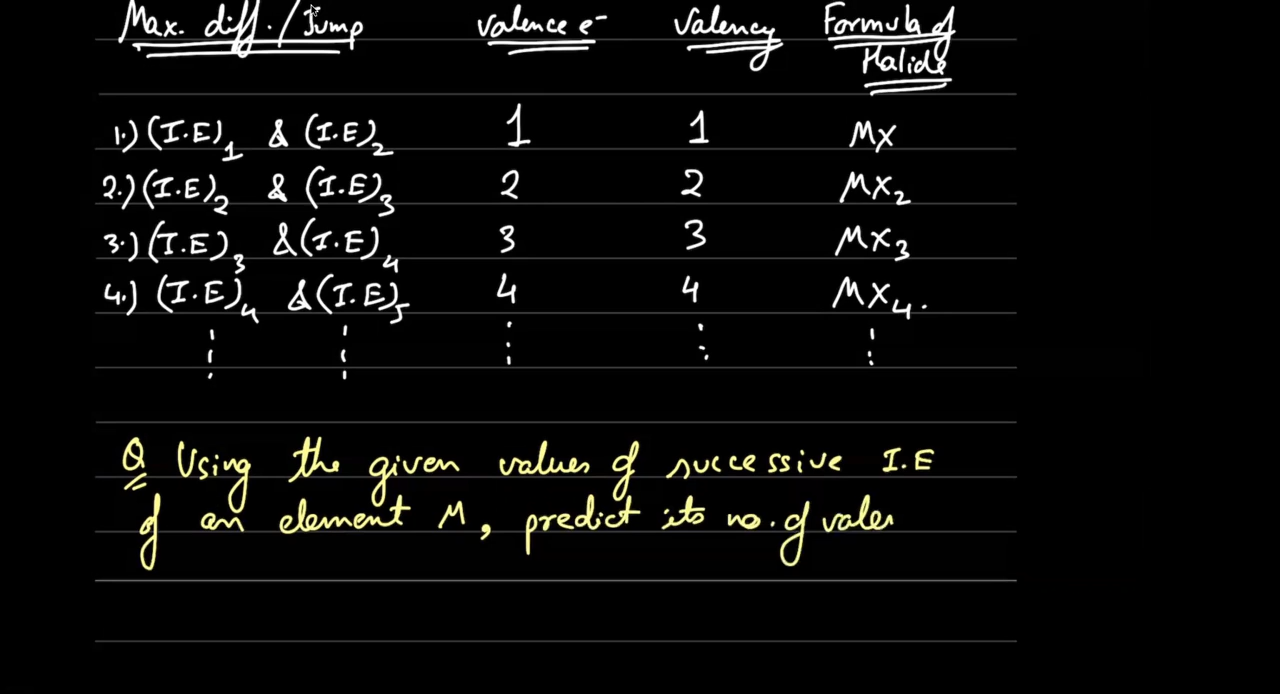 Max. diff./Jump valence e- Valency Formula of
Halide
1.) (I.E)1 & (I.E)2 1 1 MX
2.) (I.E)2 & (I.E)3 2 2 MX2
3.) (I.E)3 & (I.E)4 3 3 MX3
4.) (I.E)4 & (I.E)5 4 4 MX4.
Q Using the given values of successive I.E
of an element M, predict its no. of valen